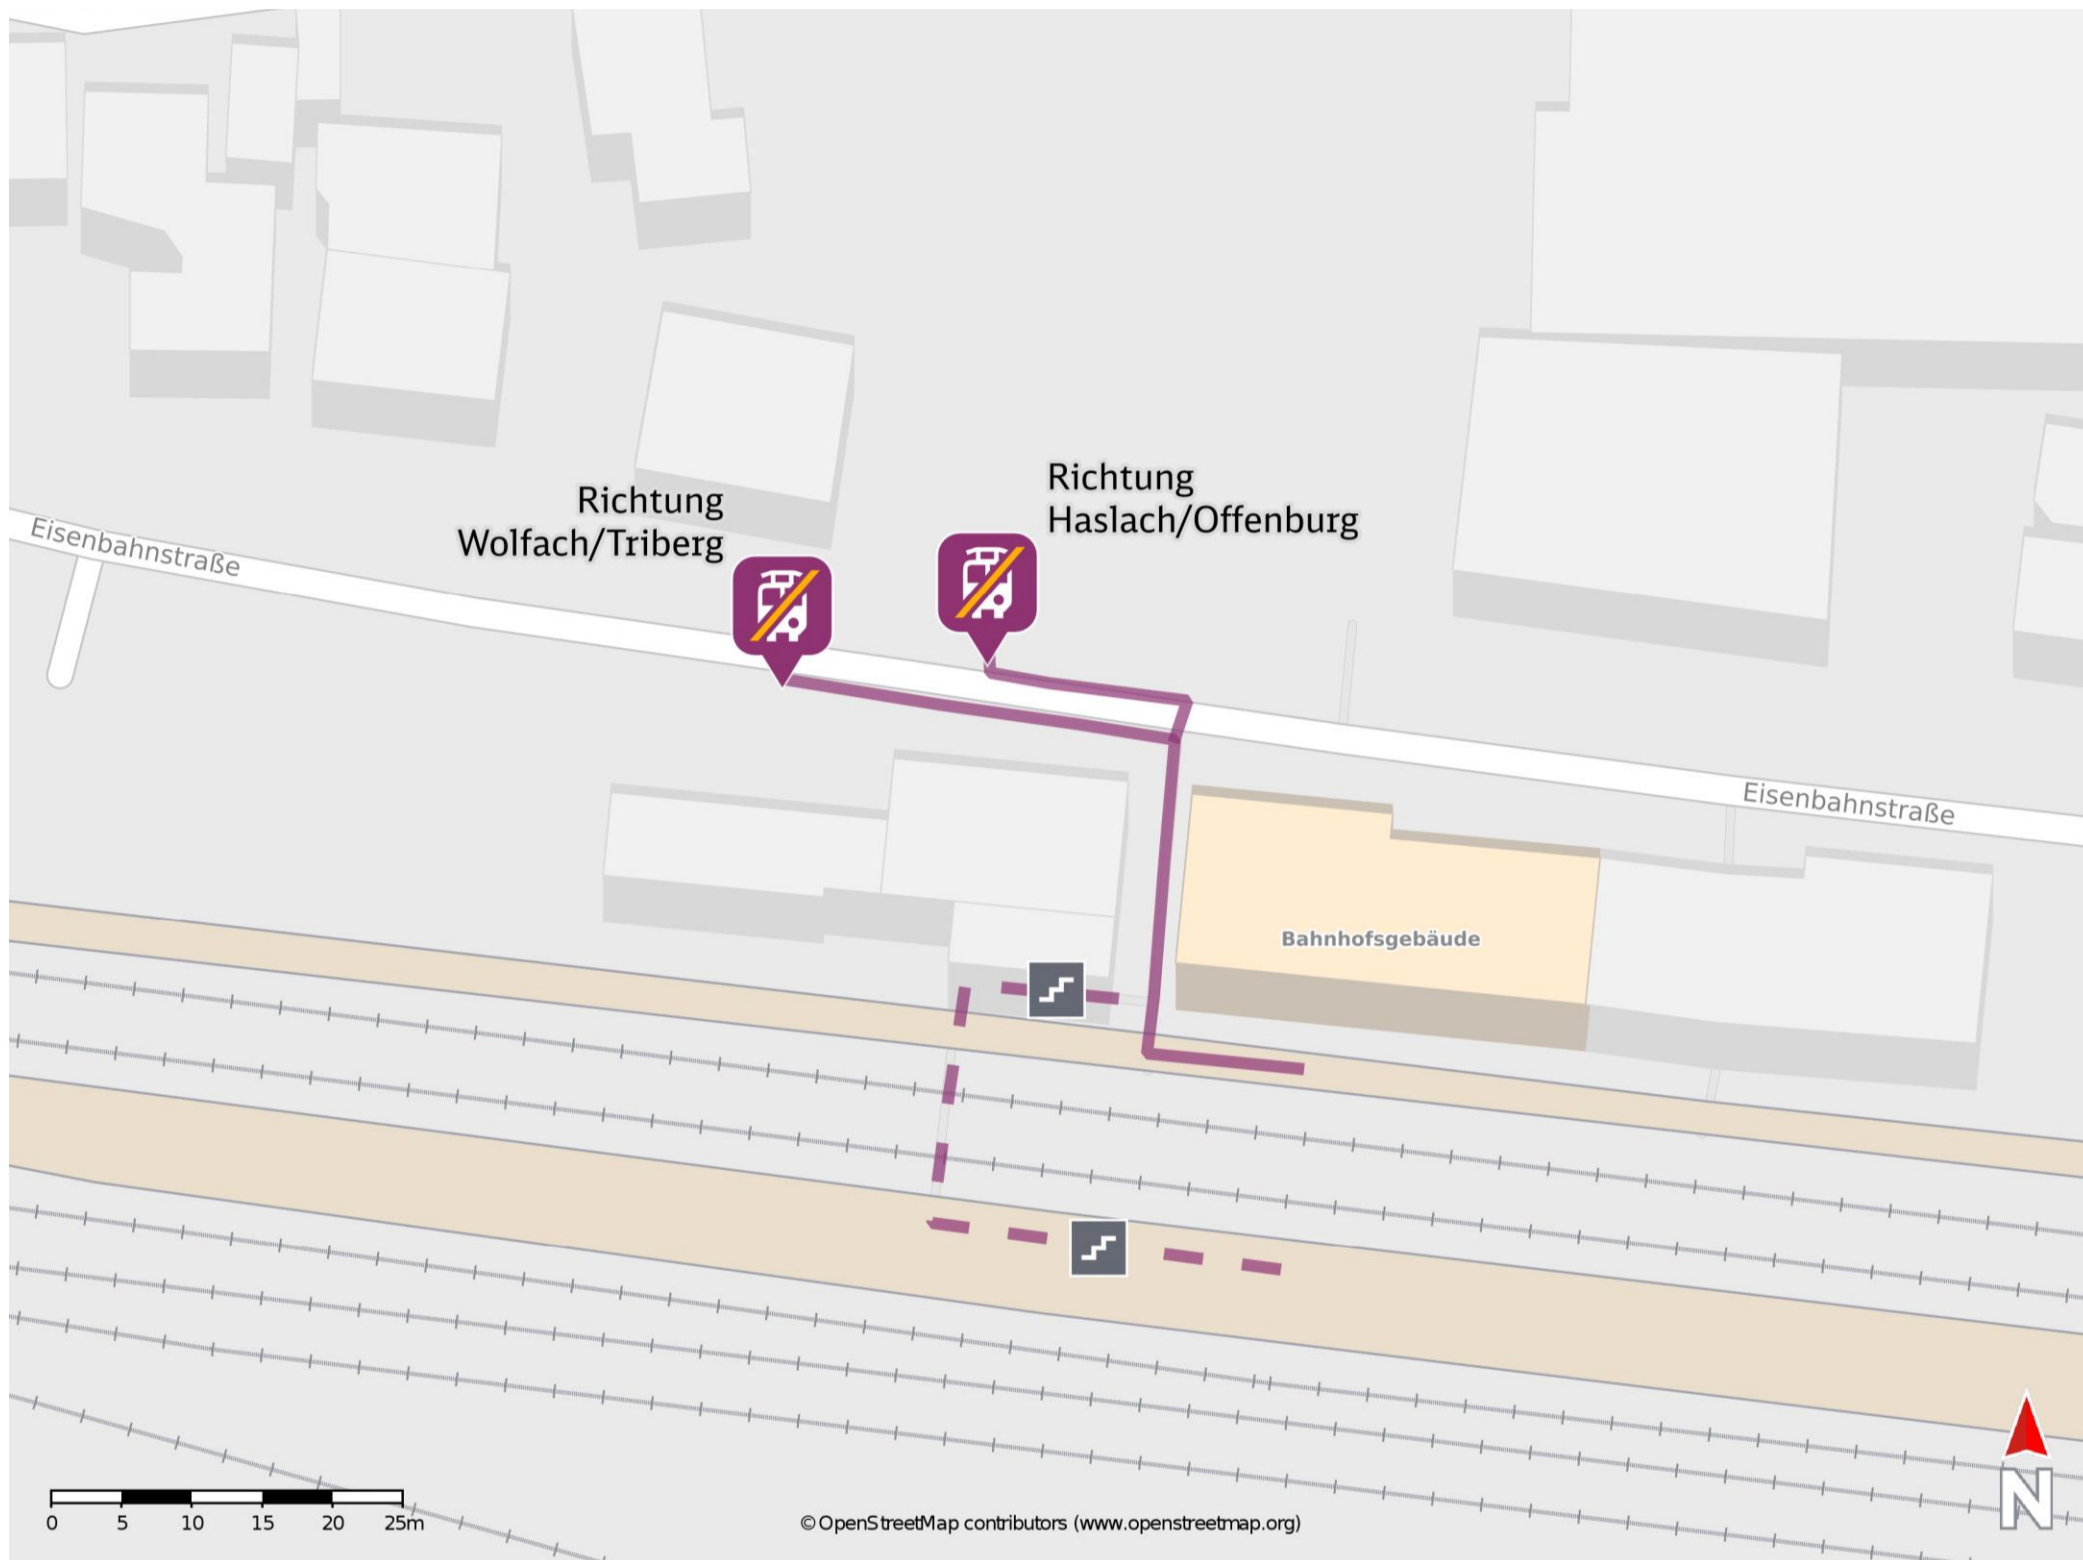 Richtung
Haslach/Offenburg
Richtung
Wolfach/Triberg
Eisenbahnstraße
Eisenbahnstraße
Bahnhofsgebäude
N
0 5 10 15 20 25m
©OpenStreetMap contributors (www.openstreetmap.org)